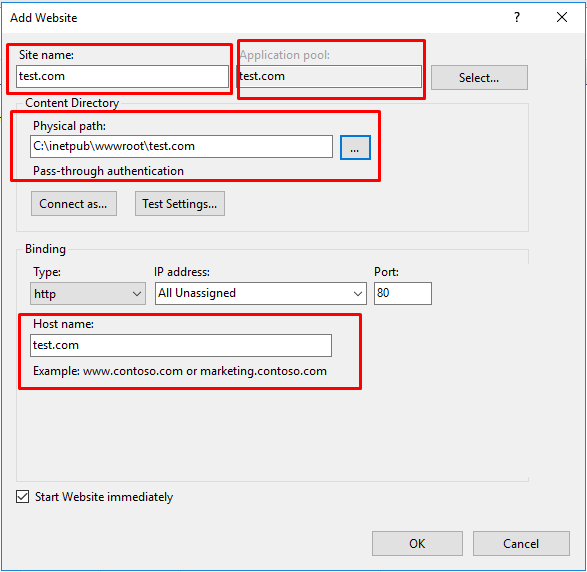 Add Website
?
Site name:
Application pool:
test.com
test.com
Select...
Content Directory
Physical path:
C:\inetpub\wwwroot\test.com
...
Pass-through authentication
Connect as...
Test Settings...
Binding
Type:
IP address:
Port:
http
All Unassigned
80
Host name:
test.com
Example: www.contoso.com or marketing.contoso.com
Start Website immediately
OK
Cancel